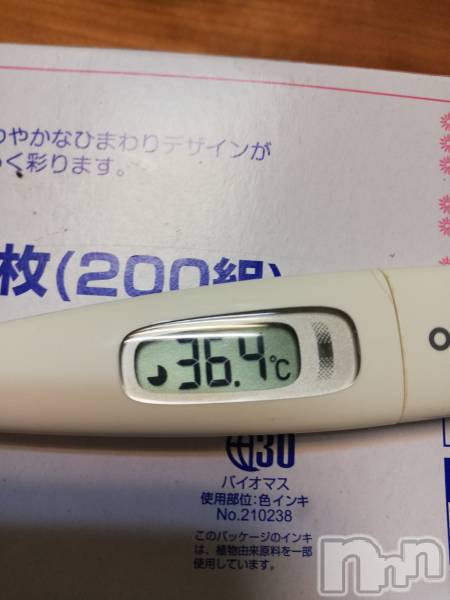 わやかなひまわりデザインが
く彩ります。
枚(200組)
36.4℃
O
30
バイオマス
使用部位:色インキ
No.210238
このパッケージのインキ
は、植物由来原料を一部
使用しています。
nnn